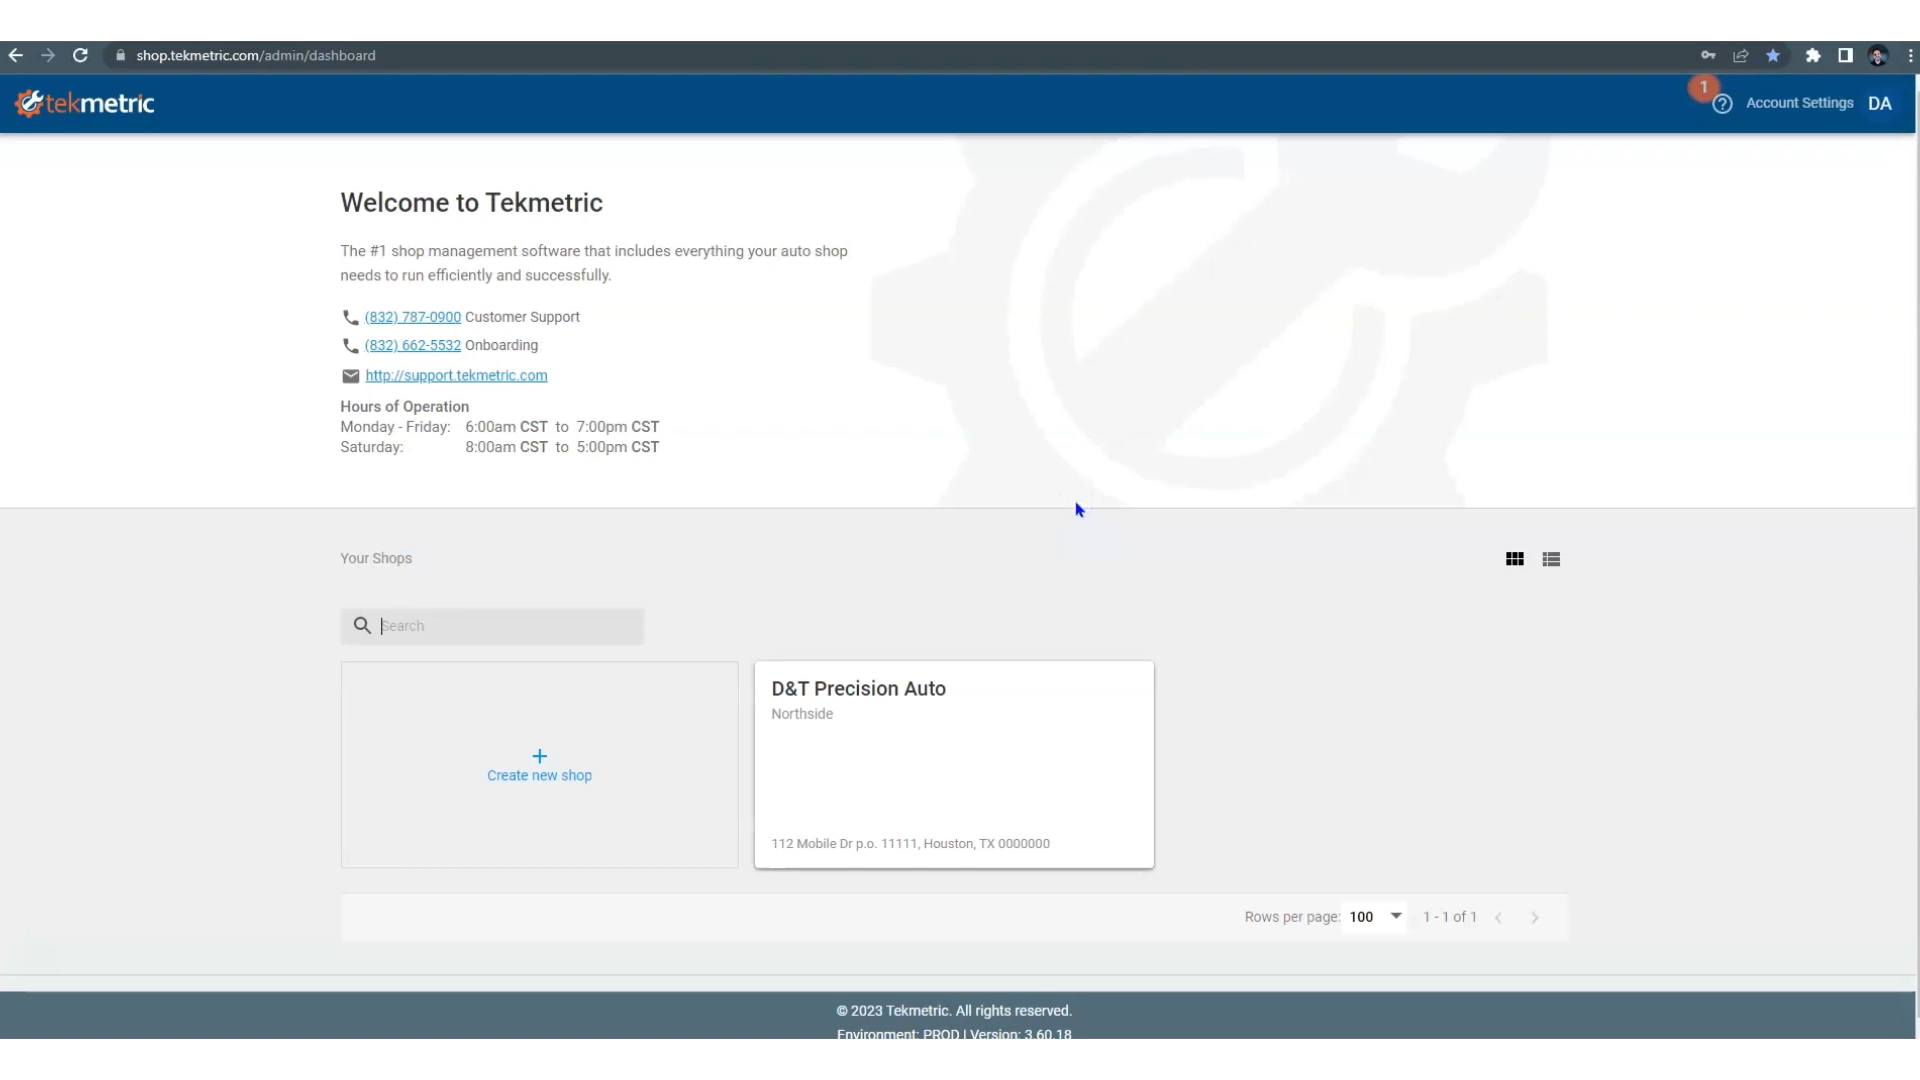 shop.tekmetric.com/admin/dashboard
tekmetric
1
Account Settings DA
Welcome to Tekmetric
The #1 shop management software that includes everything your auto shop
needs to run efficiently and successfully.
(832) 787-0900 Customer Support
(832) 662-5532 Onboarding
http://support.tekmetric.com
Hours of Operation
Monday - Friday: 6:00am CST to 7:00pm CST
Saturday: 8:00am CST to 5:00pm CST
Your Shops
Search
D&T Precision Auto
Northside
+
Create new shop
112 Mobile Dr p.o. 11111, Houston, TX 0000000
Rows per page: 100 1 - 1 of 1
© 2023 Tekmetric. All rights reserved.
Environment: PROD | Version: 3.60.18